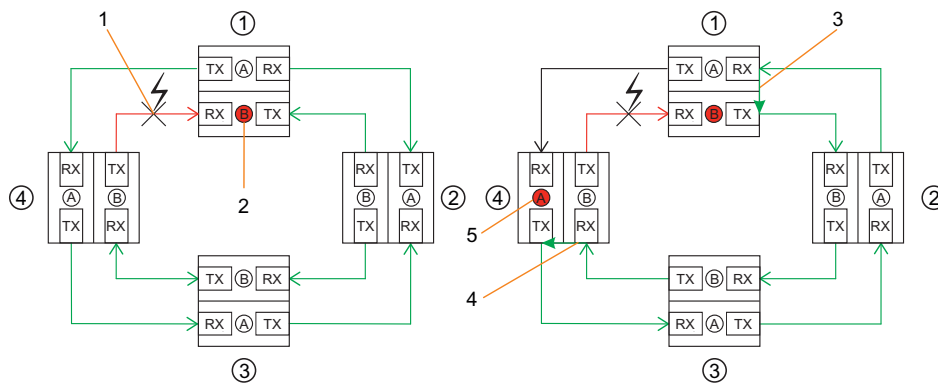 1 ① ① 3
TX A RX TX A RX
RX B TX RX B TX
2
④ RX TX RX TX ② ④ RX TX RX TX ②
A B B A A B B A
TX RX TX RX 5 TX RX TX RX
4
TX B RX TX B RX
RX A TX RX A TX
③ ③